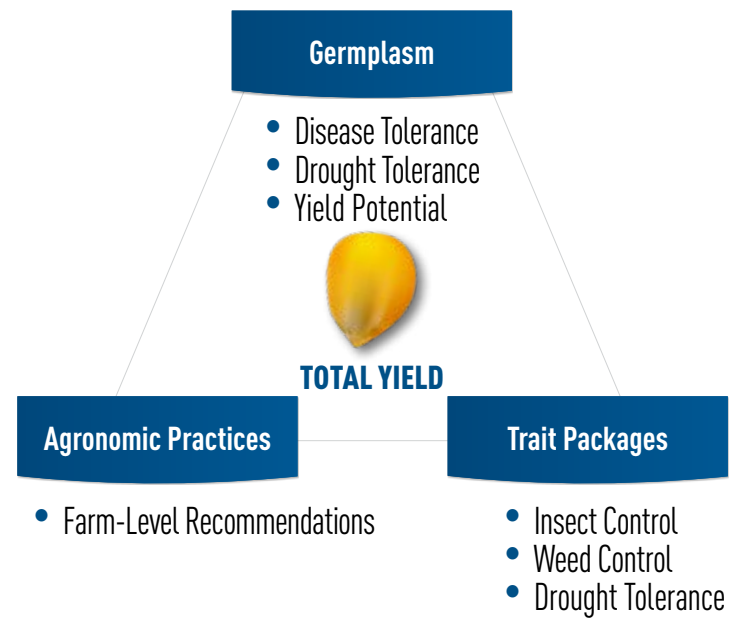 Germplasm
• Disease Tolerance
• Drought Tolerance
• Yield Potential
TOTAL YIELD
Agronomic Practices
• Farm-Level Recommendations
Trait Packages
• Insect Control
• Weed Control
• Drought Tolerance